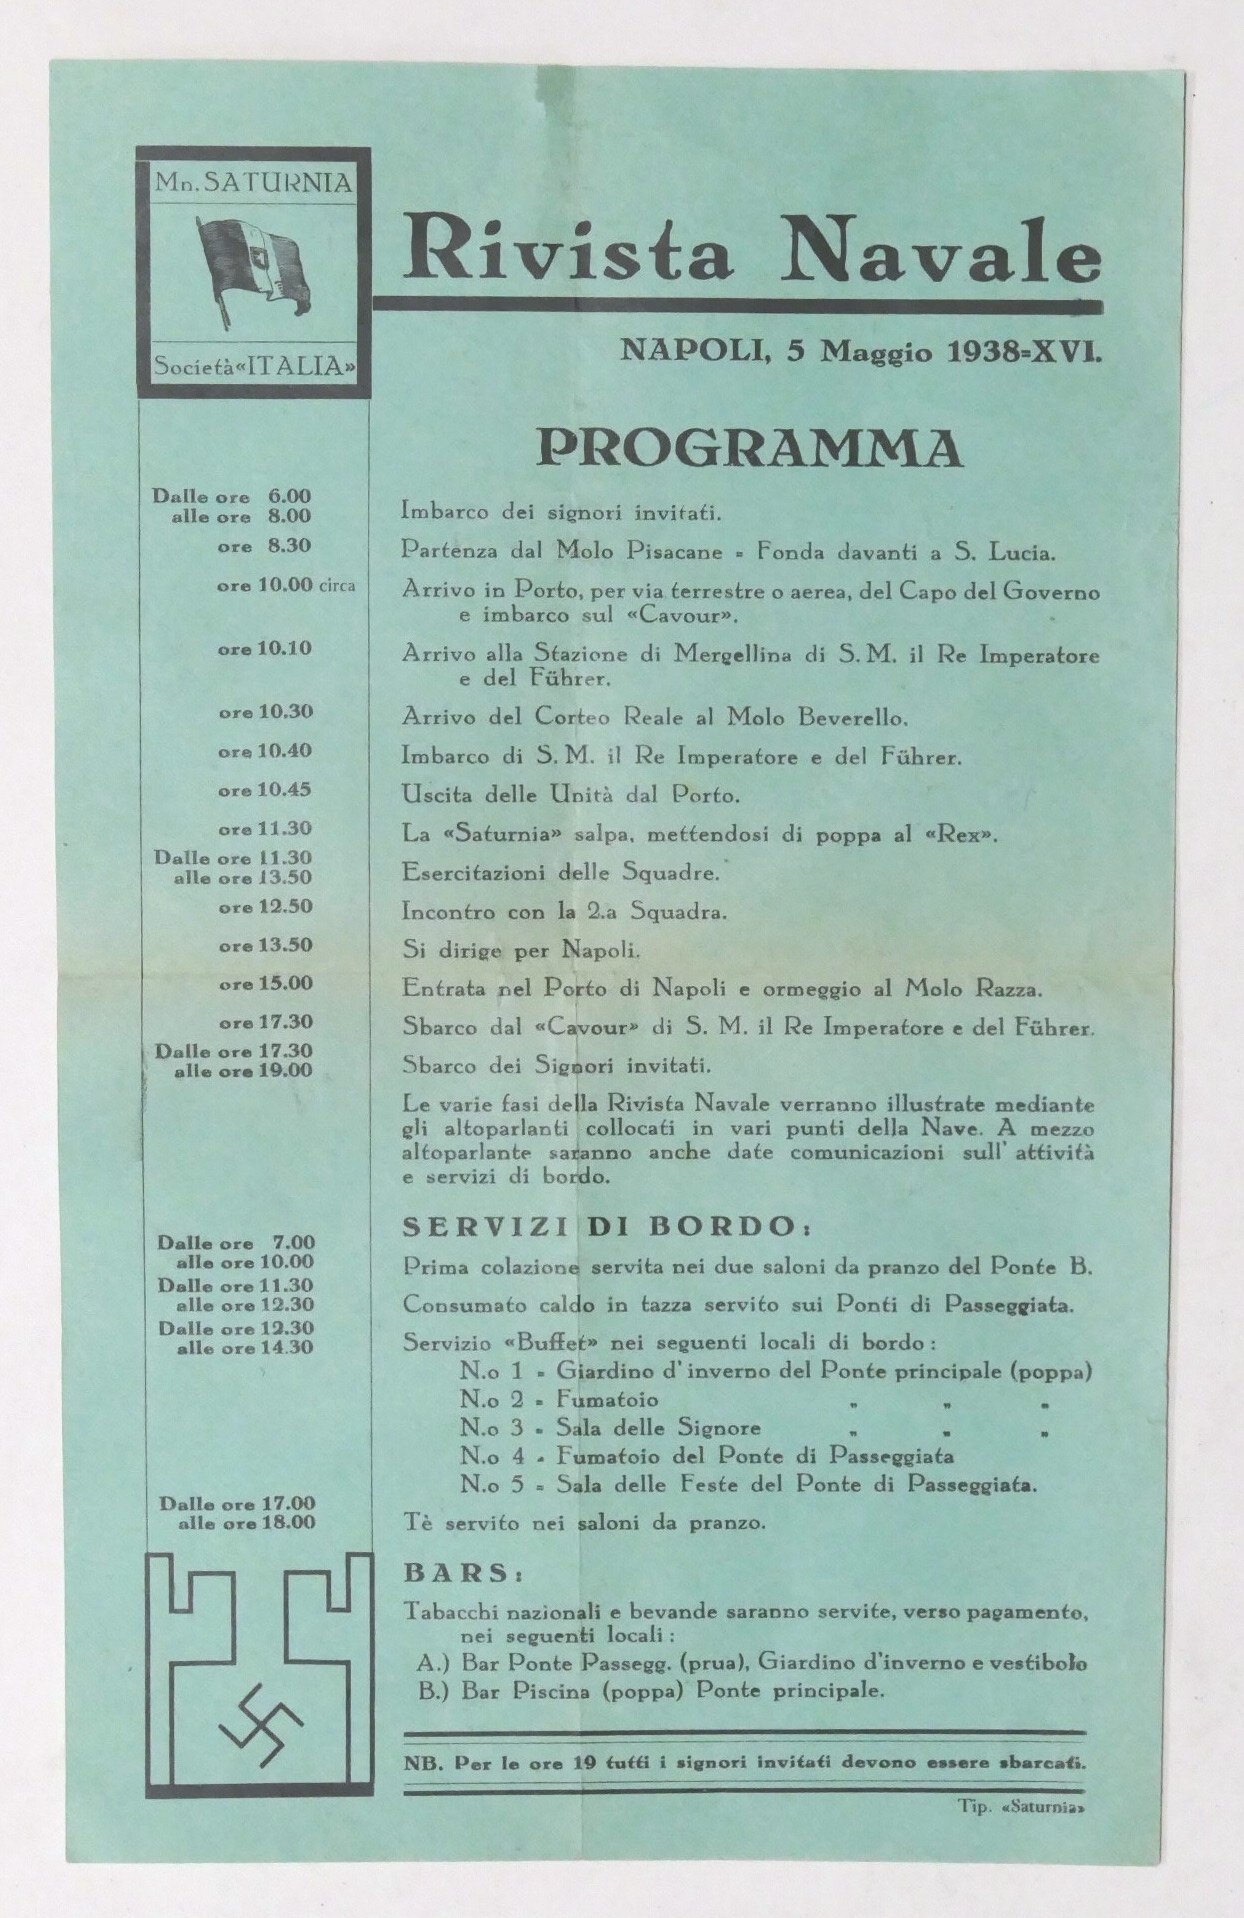 Mn. SATURNIA
Società «ITALIA»
Rivista Navale
NAPOLI, 5 Maggio 1938=XVI.
PROGRAMMA
Dalle ore 6.00
alle ore 8.00
Imbarco dei signori invitati.
ore 8.30
Partenza dal Molo Pisacane = Fonda davanti a S. Lucia.
ore 10.00 circa
Arrivo in Porto, per via terrestre o aerea, del Capo del Governo
e imbarco sul «Cavour».
ore 10.10
Arrivo alla Stazione di Mergellina di S. M. il Re Imperatore
e del Führer.
ore 10.30
Arrivo del Corteo Reale al Molo Beverello.
ore 10.40
Imbarco di S. M. il Re Imperatore e del Führer.
ore 10.45
Uscita delle Unità dal Porto.
ore 11.30
La «Saturnia» salpa, mettendosi di poppa al «Rex».
Dalle ore 11.30
alle ore 13.50
Esercitazioni delle Squadre.
ore 12.50
Incontro con la 2.a Squadra.
ore 13.50
Si dirige per Napoli.
ore 15.00
Entrata nel Porto di Napoli e ormeggio al Molo Razza.
ore 17.30
Sbarco dal «Cavour» di S. M. il Re Imperatore e del Führer.
Dalle ore 17.30
alle ore 19.00
Sbarco dei Signori invitati.
Le varie fasi della Rivista Navale verranno illustrate mediante
gli altoparlanti collocati in vari punti della Nave. A mezzo
altoparlante saranno anche date comunicazioni sull' attività
e servizi di bordo.
SERVIZI DI BORDO:
Dalle ore 7.00
alle ore 10.00
Prima colazione servita nei due saloni da pranzo del Ponte B.
Dalle ore 11.30
alle ore 12.30
Consumato caldo in tazza servito sui Ponti di Passeggiata.
Dalle ore 12.30
alle ore 14.30
Servizio «Buffet» nei seguenti locali di bordo :
N.o 1 = Giardino d' inverno del Ponte principale (poppa)
N.o 2 = Fumatoio " " "
N.o 3 - Sala delle Signore " " "
N.o 4 - Fumatoio del Ponte di Passeggiata
N.o 5 = Sala delle Feste del Ponte di Passeggiata.
Dalle ore 17.00
alle ore 18.00
Tè servito nei saloni da pranzo.
BARS:
Tabacchi nazionali e bevande saranno servite, verso pagamento,
nei seguenti locali :
A.) Bar Ponte Passegg. (prua), Giardino d'inverno e vestibolo
B.) Bar Piscina (poppa) Ponte principale.
NB. Per le ore 19 tutti i signori invitati devono essere sbarcati.
Tip. «Saturnia»